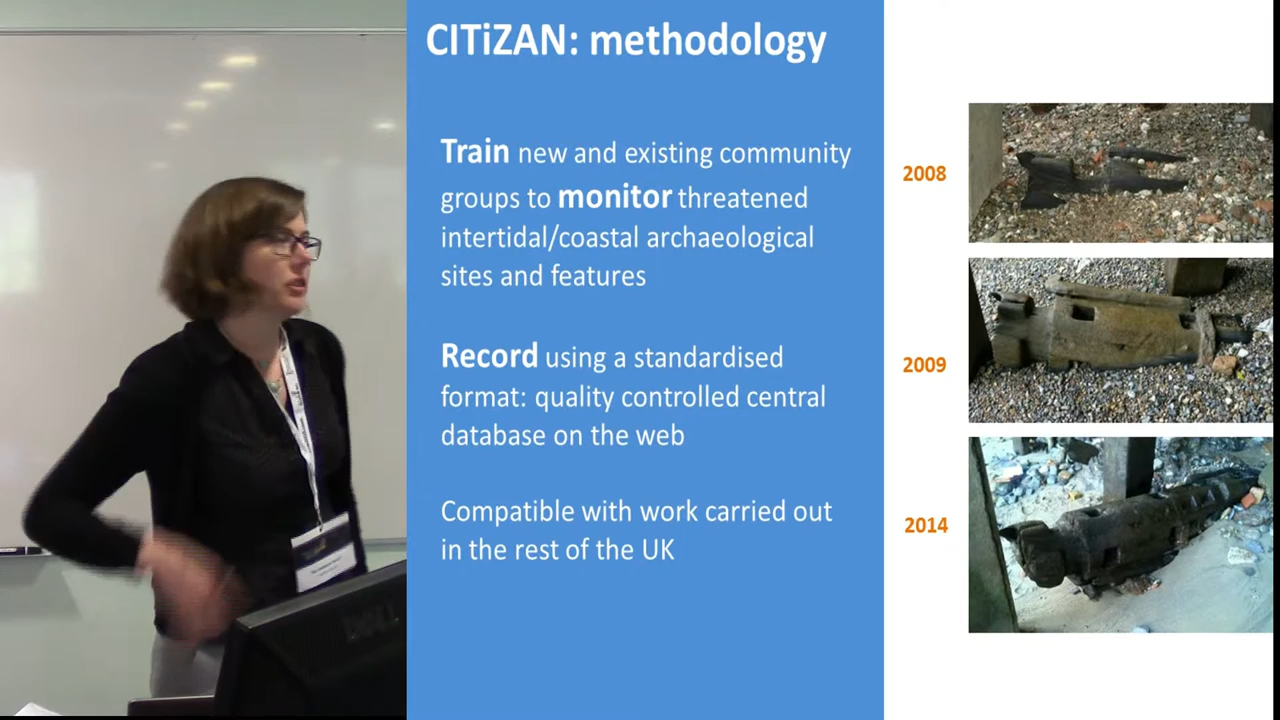 CITiZAN: methodology
Train new and existing community
groups to monitor threatened
intertidal/coastal archaeological
sites and features
Record using a standardised
format: quality controlled central
database on the web
Compatible with work carried out
in the rest of the UK
2008
2009
2014
DELL